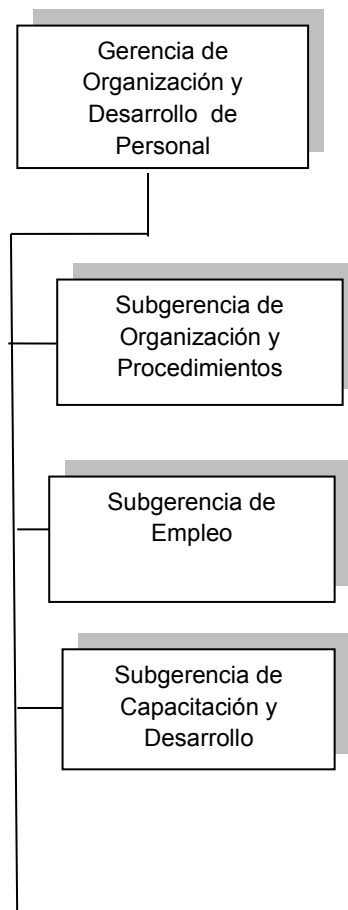 Gerencia de
Organización y
Desarrollo de
Personal
Subgerencia de
Organización y
Procedimientos
Subgerencia de
Empleo
Subgerencia de
Capacitación y
Desarrollo